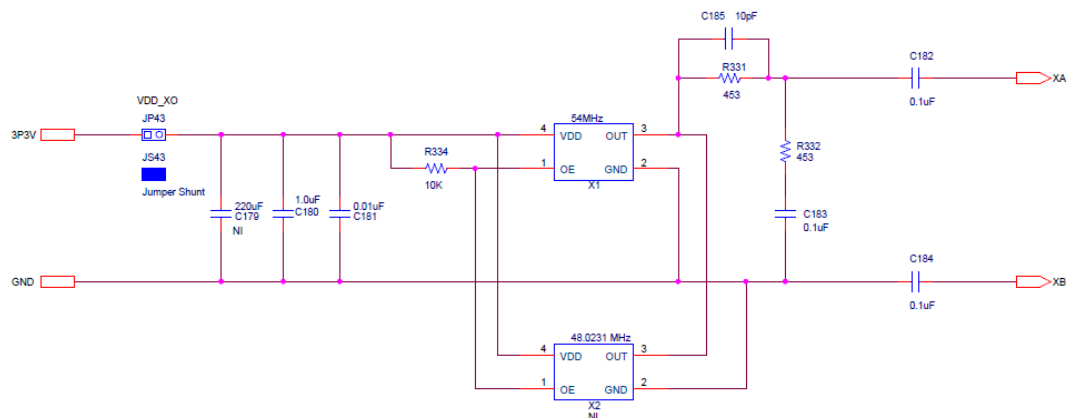 C185 10pF
R331
453
C182
0.1uF
XA
VDD_XO
JP43
3P3V
JS43
Jumper Shunt
54MHz
4 VDD OUT 3
1 OE GND 2
X1
R334
10K
R332
453
220uF
C179
NI
1.0uF
C180
0.01uF
C181
C183
0.1uF
GND
C184
0.1uF
XB
48.0231 MHz
4 VDD OUT 3
1 OE GND 2
X2
NI